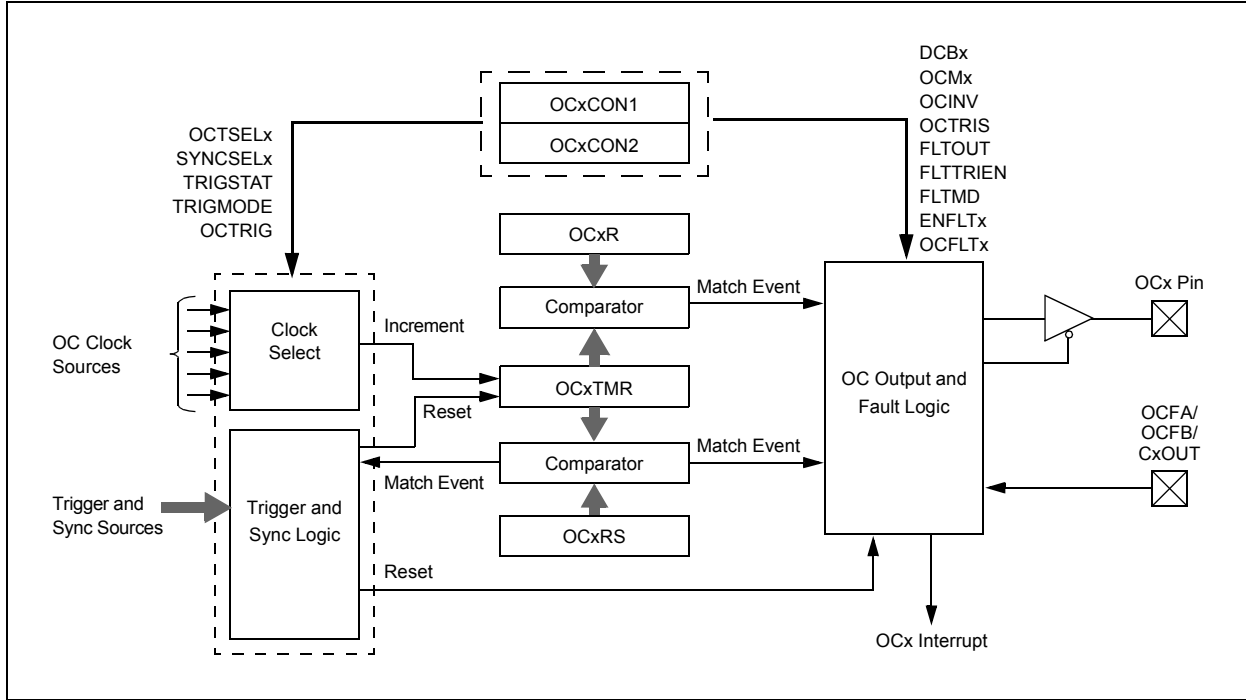 DCBx
OCMx
OCINV
OCTRIS
FLTOUT
FLTTRIEN
FLTMD
ENFLTx
OCFLTx
OCxCON1
OCxCON2
OCTSELx
SYNCSELx
TRIGSTAT
TRIGMODE
OCTRIG
OCxR
Match Event
Comparator
OCx Pin
OC Clock
Sources
Clock
Select
Increment
OCxTMR
Reset
OC Output and
Fault Logic
OCFA/
OCFB/
CxOUT
Match Event
Comparator
Match Event
Trigger and
Sync Sources
Trigger and
Sync Logic
OCxRS
Reset
OCx Interrupt